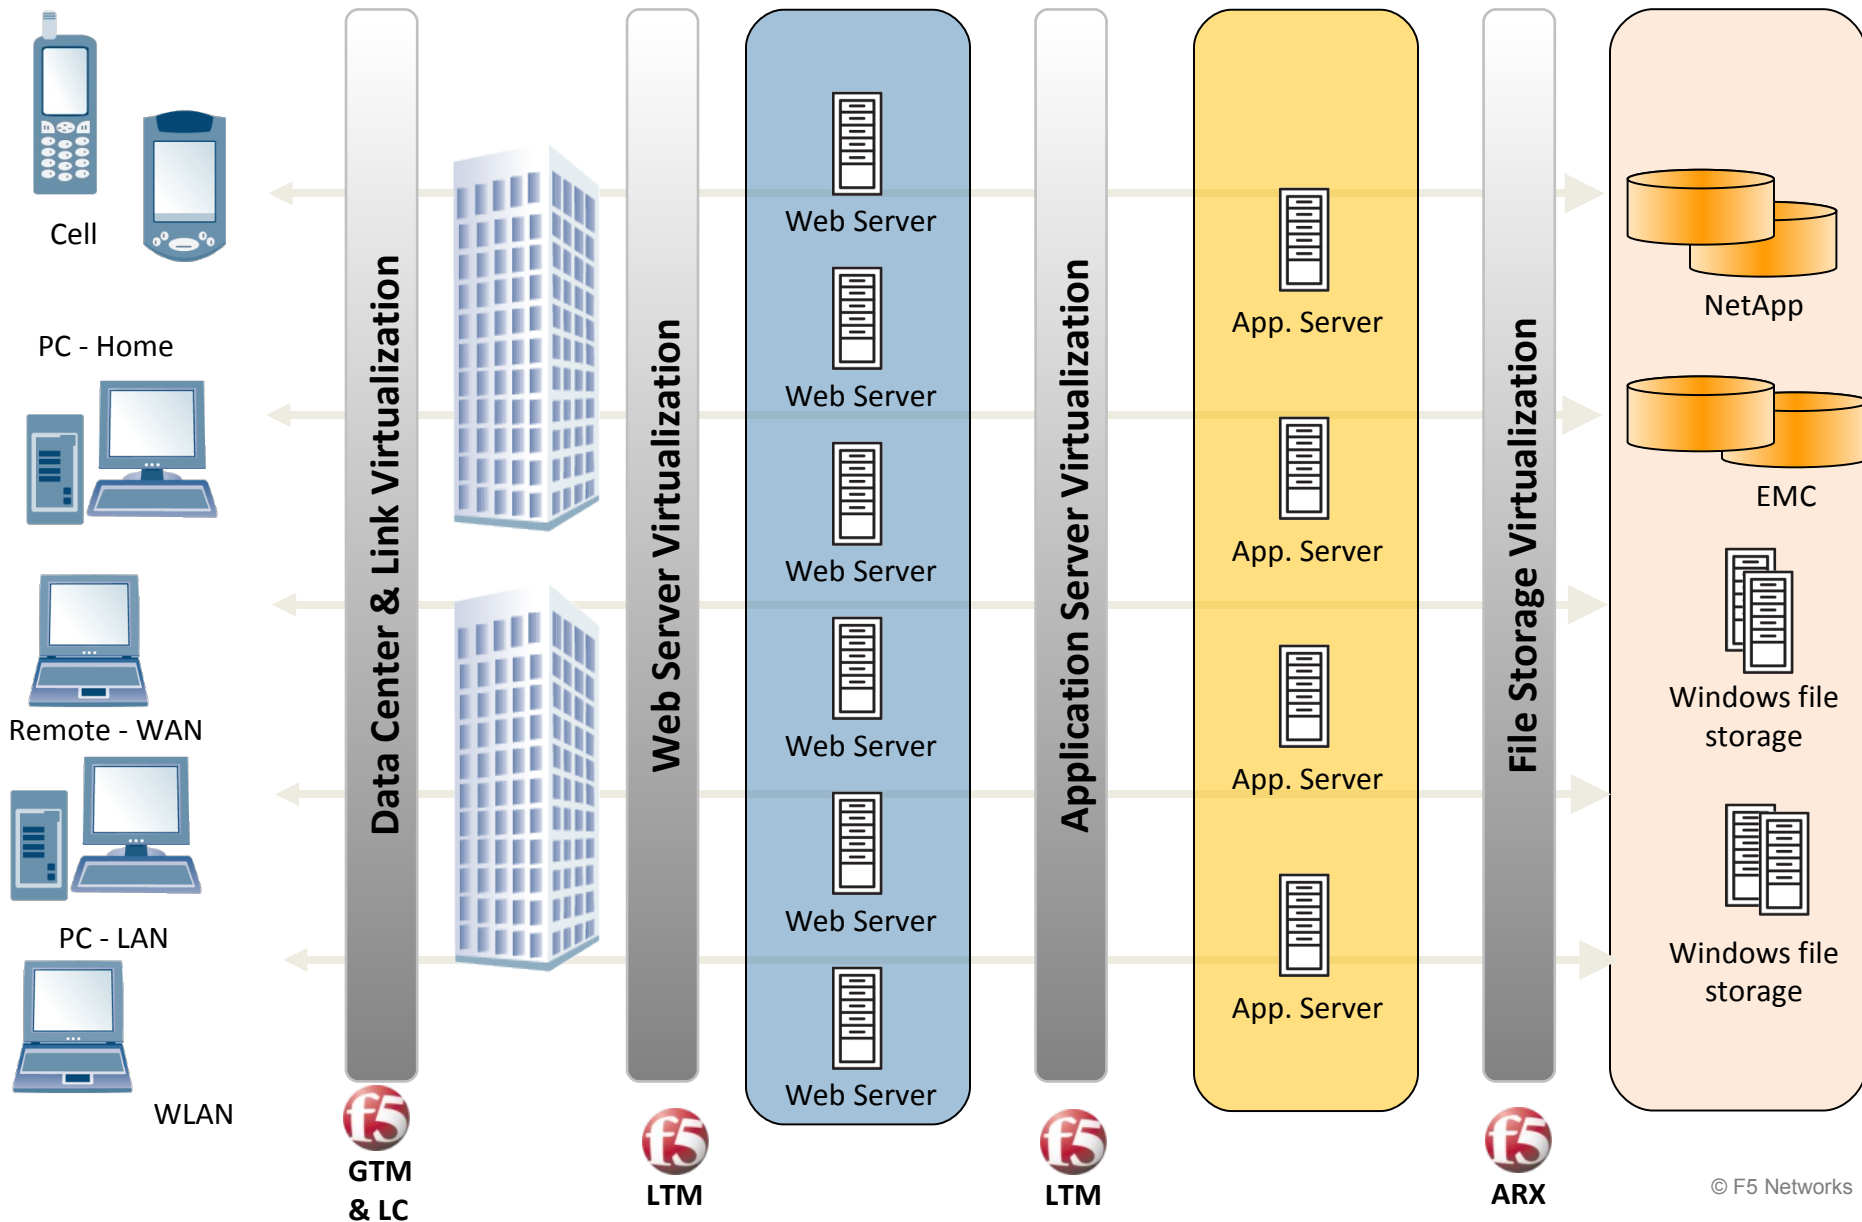 Cell
PC - Home
Remote - WAN
PC - LAN
WLAN
Data Center & Link Virtualization
f5
GTM
& LC
Web Server Virtualization
f5
LTM
Web Server
Web Server
Web Server
Web Server
Web Server
Web Server
Application Server Virtualization
f5
LTM
App. Server
App. Server
App. Server
App. Server
File Storage Virtualization
f5
ARX
NetApp
EMC
Windows file
storage
Windows file
storage
© F5 Networks